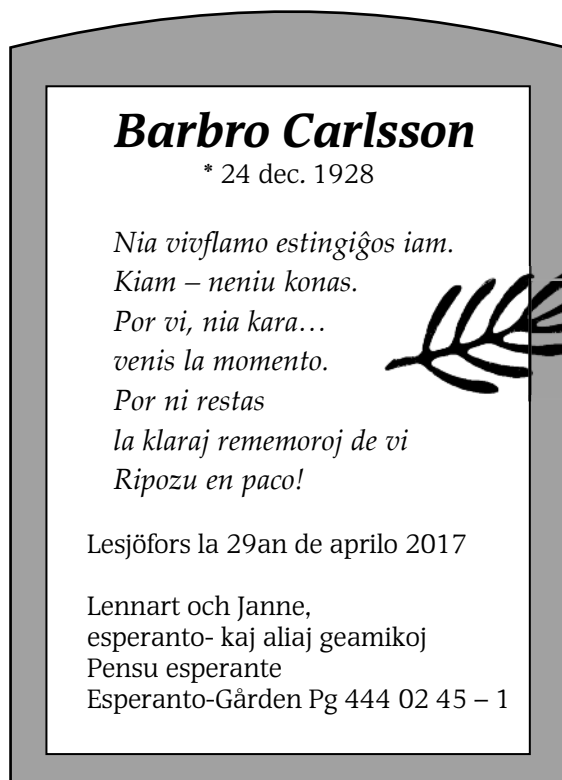 Barbro Carlsson
* 24 dec. 1928
Nia vivflamo estingiĝos iam.
Kiam – neniu konas.
Por vi, nia kara…
venis la momento.
Por ni restas
la klaraj rememoroj de vi
Ripozu en paco!
Lesjöfors la 29an de aprilo 2017
Lennart och Janne,
esperanto- kaj aliaj geamikoj
Pensu esperante
Esperanto-Gården Pg 444 02 45 – 1